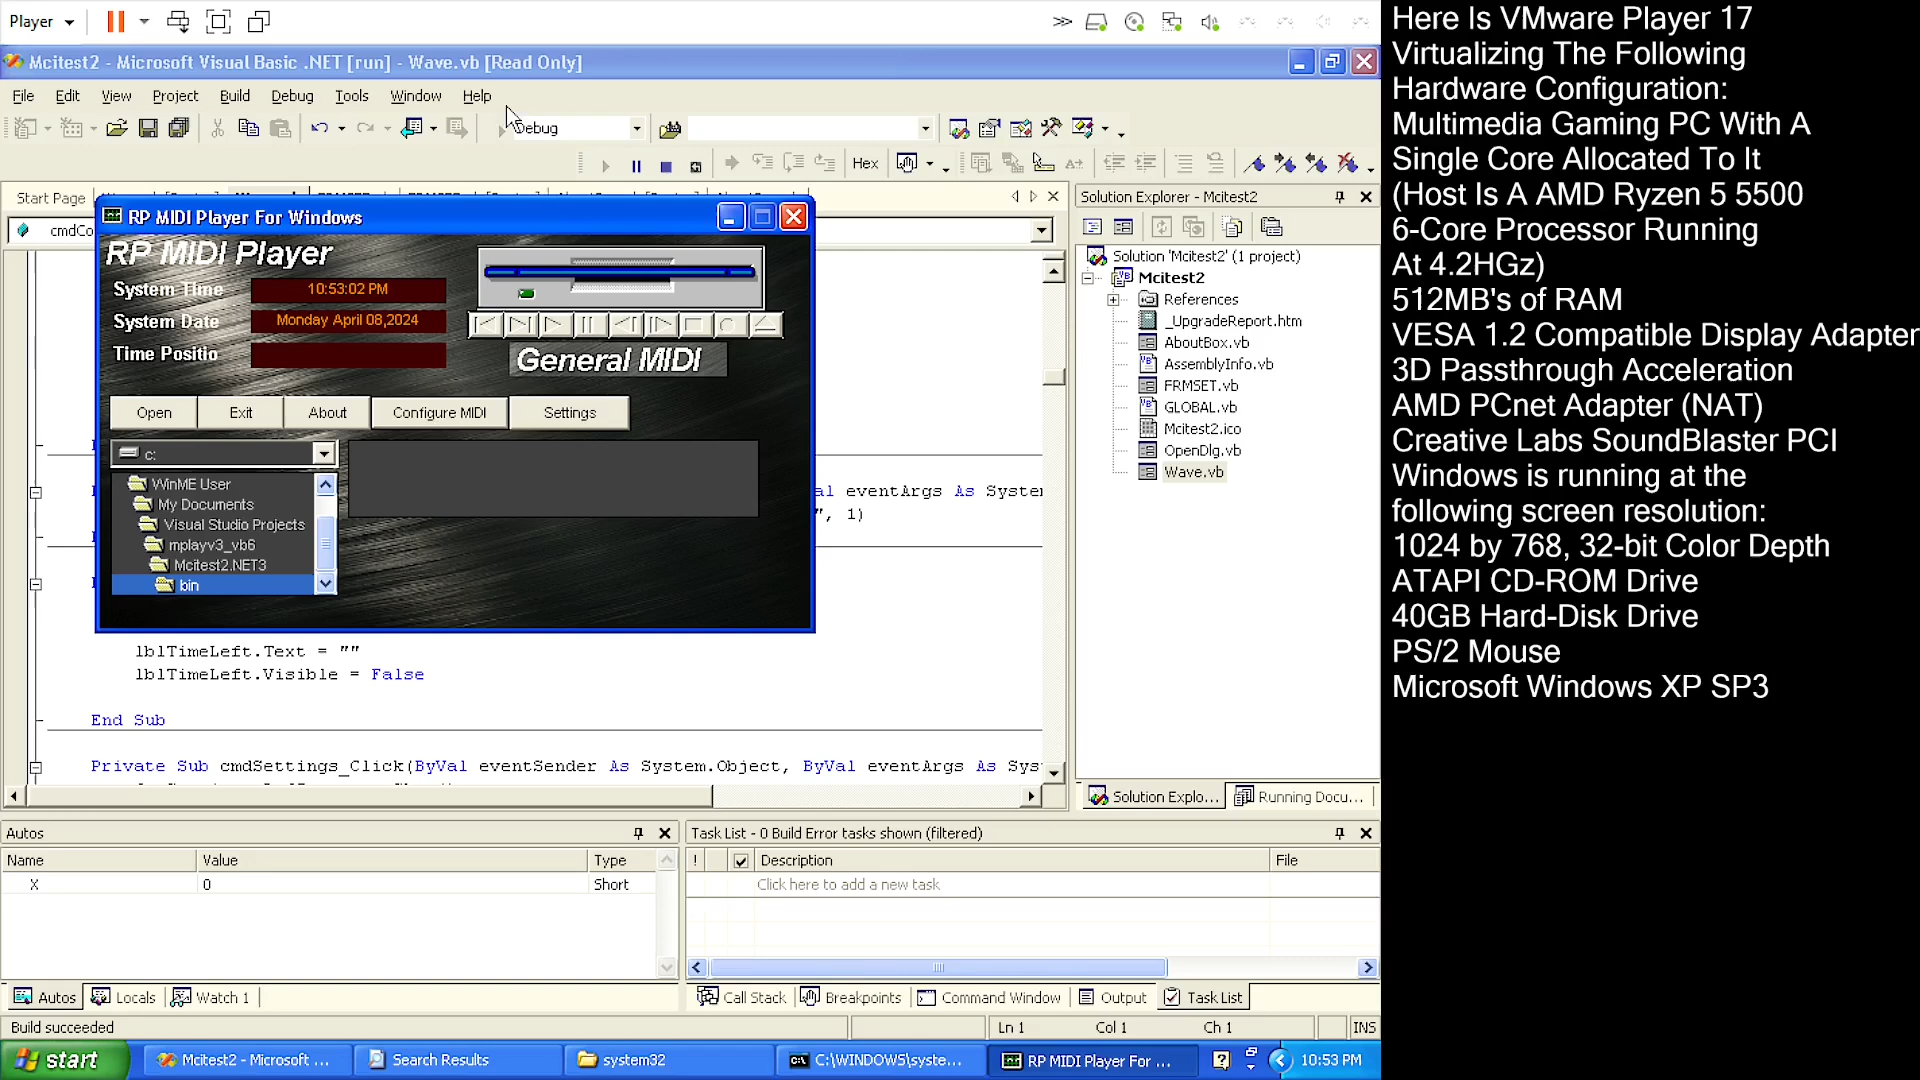 Player
Here Is VMware Player 17
Virtualizing The Following
Hardware Configuration:
Multimedia Gaming PC With A
Single Core Allocated To It
(Host Is A AMD Ryzen 5 5500
6-Core Processor Running
At 4.2HGz)
512MB's of RAM
VESA 1.2 Compatible Display Adapter
3D Passthrough Acceleration
AMD PCnet Adapter (NAT)
Creative Labs SoundBlaster PCI
Windows is running at the
following screen resolution:
1024 by 768, 32-bit Color Depth
ATAPI CD-ROM Drive
40GB Hard-Disk Drive
PS/2 Mouse
Microsoft Windows XP SP3
Mcitest2 - Microsoft Visual Basic .NET [run] - Wave.vb [Read Only]
File Edit View Project Build Debug Tools Window Help
Debug
Hex
Start Page
cmdCo
RP MIDI Player For Windows
RP MIDI Player
System Time 10:53:02 PM
System Date Monday April 08,2024
Time Positio
General MIDI
Open Exit About Configure MIDI Settings
c:
WinME User
My Documents
Visual Studio Projects
mplayv3_vb6
Mcitest2.NET3
bin
al eventArgs As System
", 1)
lblTimeLeft.Text = ""
lblTimeLeft.Visible = False
End Sub
Private Sub cmdSettings_Click(ByVal eventSender As System.Object, ByVal eventArgs As Sys
Solution Explorer - Mcitest2
Solution 'Mcitest2' (1 project)
Mcitest2
References
_UpgradeReport.htm
AboutBox.vb
AssemblyInfo.vb
FRMSET.vb
GLOBAL.vb
Mcitest2.ico
OpenDlg.vb
Wave.vb
Solution Explo... Running Docu...
Autos
Name Value Type
X 0 Short
Autos Locals Watch 1
Task List - 0 Build Error tasks shown (filtered)
! Description File
Click here to add a new task
Call Stack Breakpoints Command Window Output Task List
Build succeeded Ln 1 Col 1 Ch 1 INS
start Mcitest2 - Microsoft ... Search Results system32 C:\WINDOWS\syste... RP MIDI Player For ... 10:53 PM